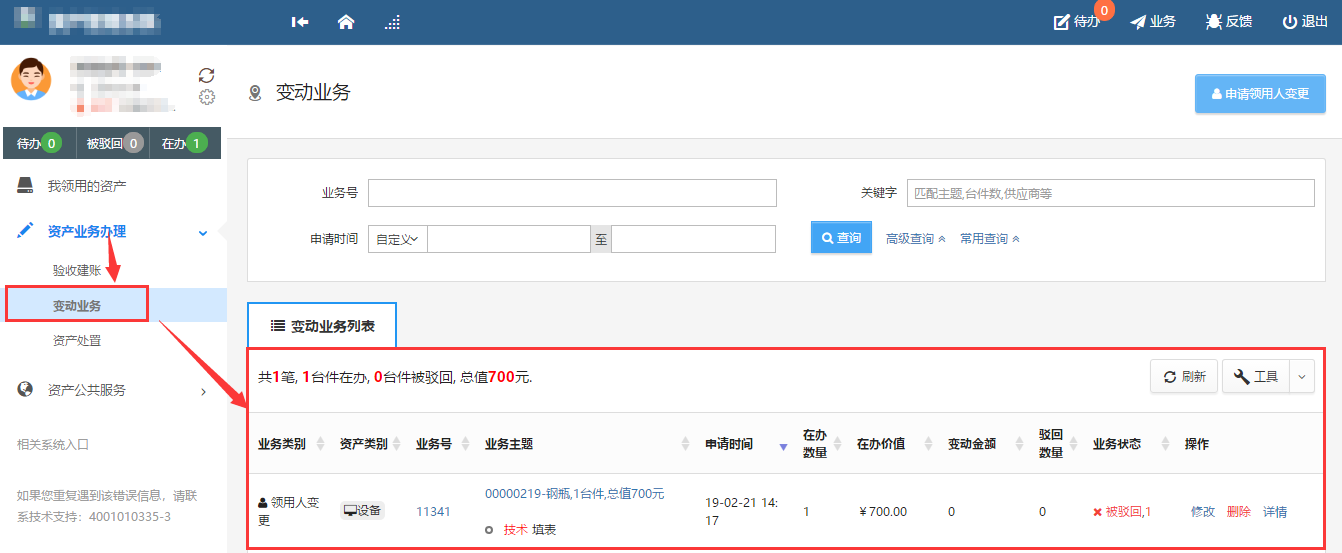 待办 0 业务 反馈 退出
变动业务
申请领用人变更
待办 0 被驳回 0 在办 1
我领用的资产
资产业务办理
验收建账
变动业务
资产处置
资产公共服务
相关系统入口
如果您重复遇到该错误信息，请联
系技术支持：4001010335-3
业务号 关键字 匹配主题,台件数,供应商等
申请时间 自定义 至 查询 高级查询 常用查询
变动业务列表
共1笔, 1台件在办, 0台件被驳回, 总值700元.
刷新 工具
业务类别 资产类别 业务号 业务主题 申请时间 在办数量 在办价值 变动金额 驳回数量 业务状态 操作
领用人变更 设备 11341 00000219-钢瓶,1台件,总值700元 19-02-21 14:17 1 ￥700.00 0 0 被驳回,1 修改 删除 详情
技术 填表